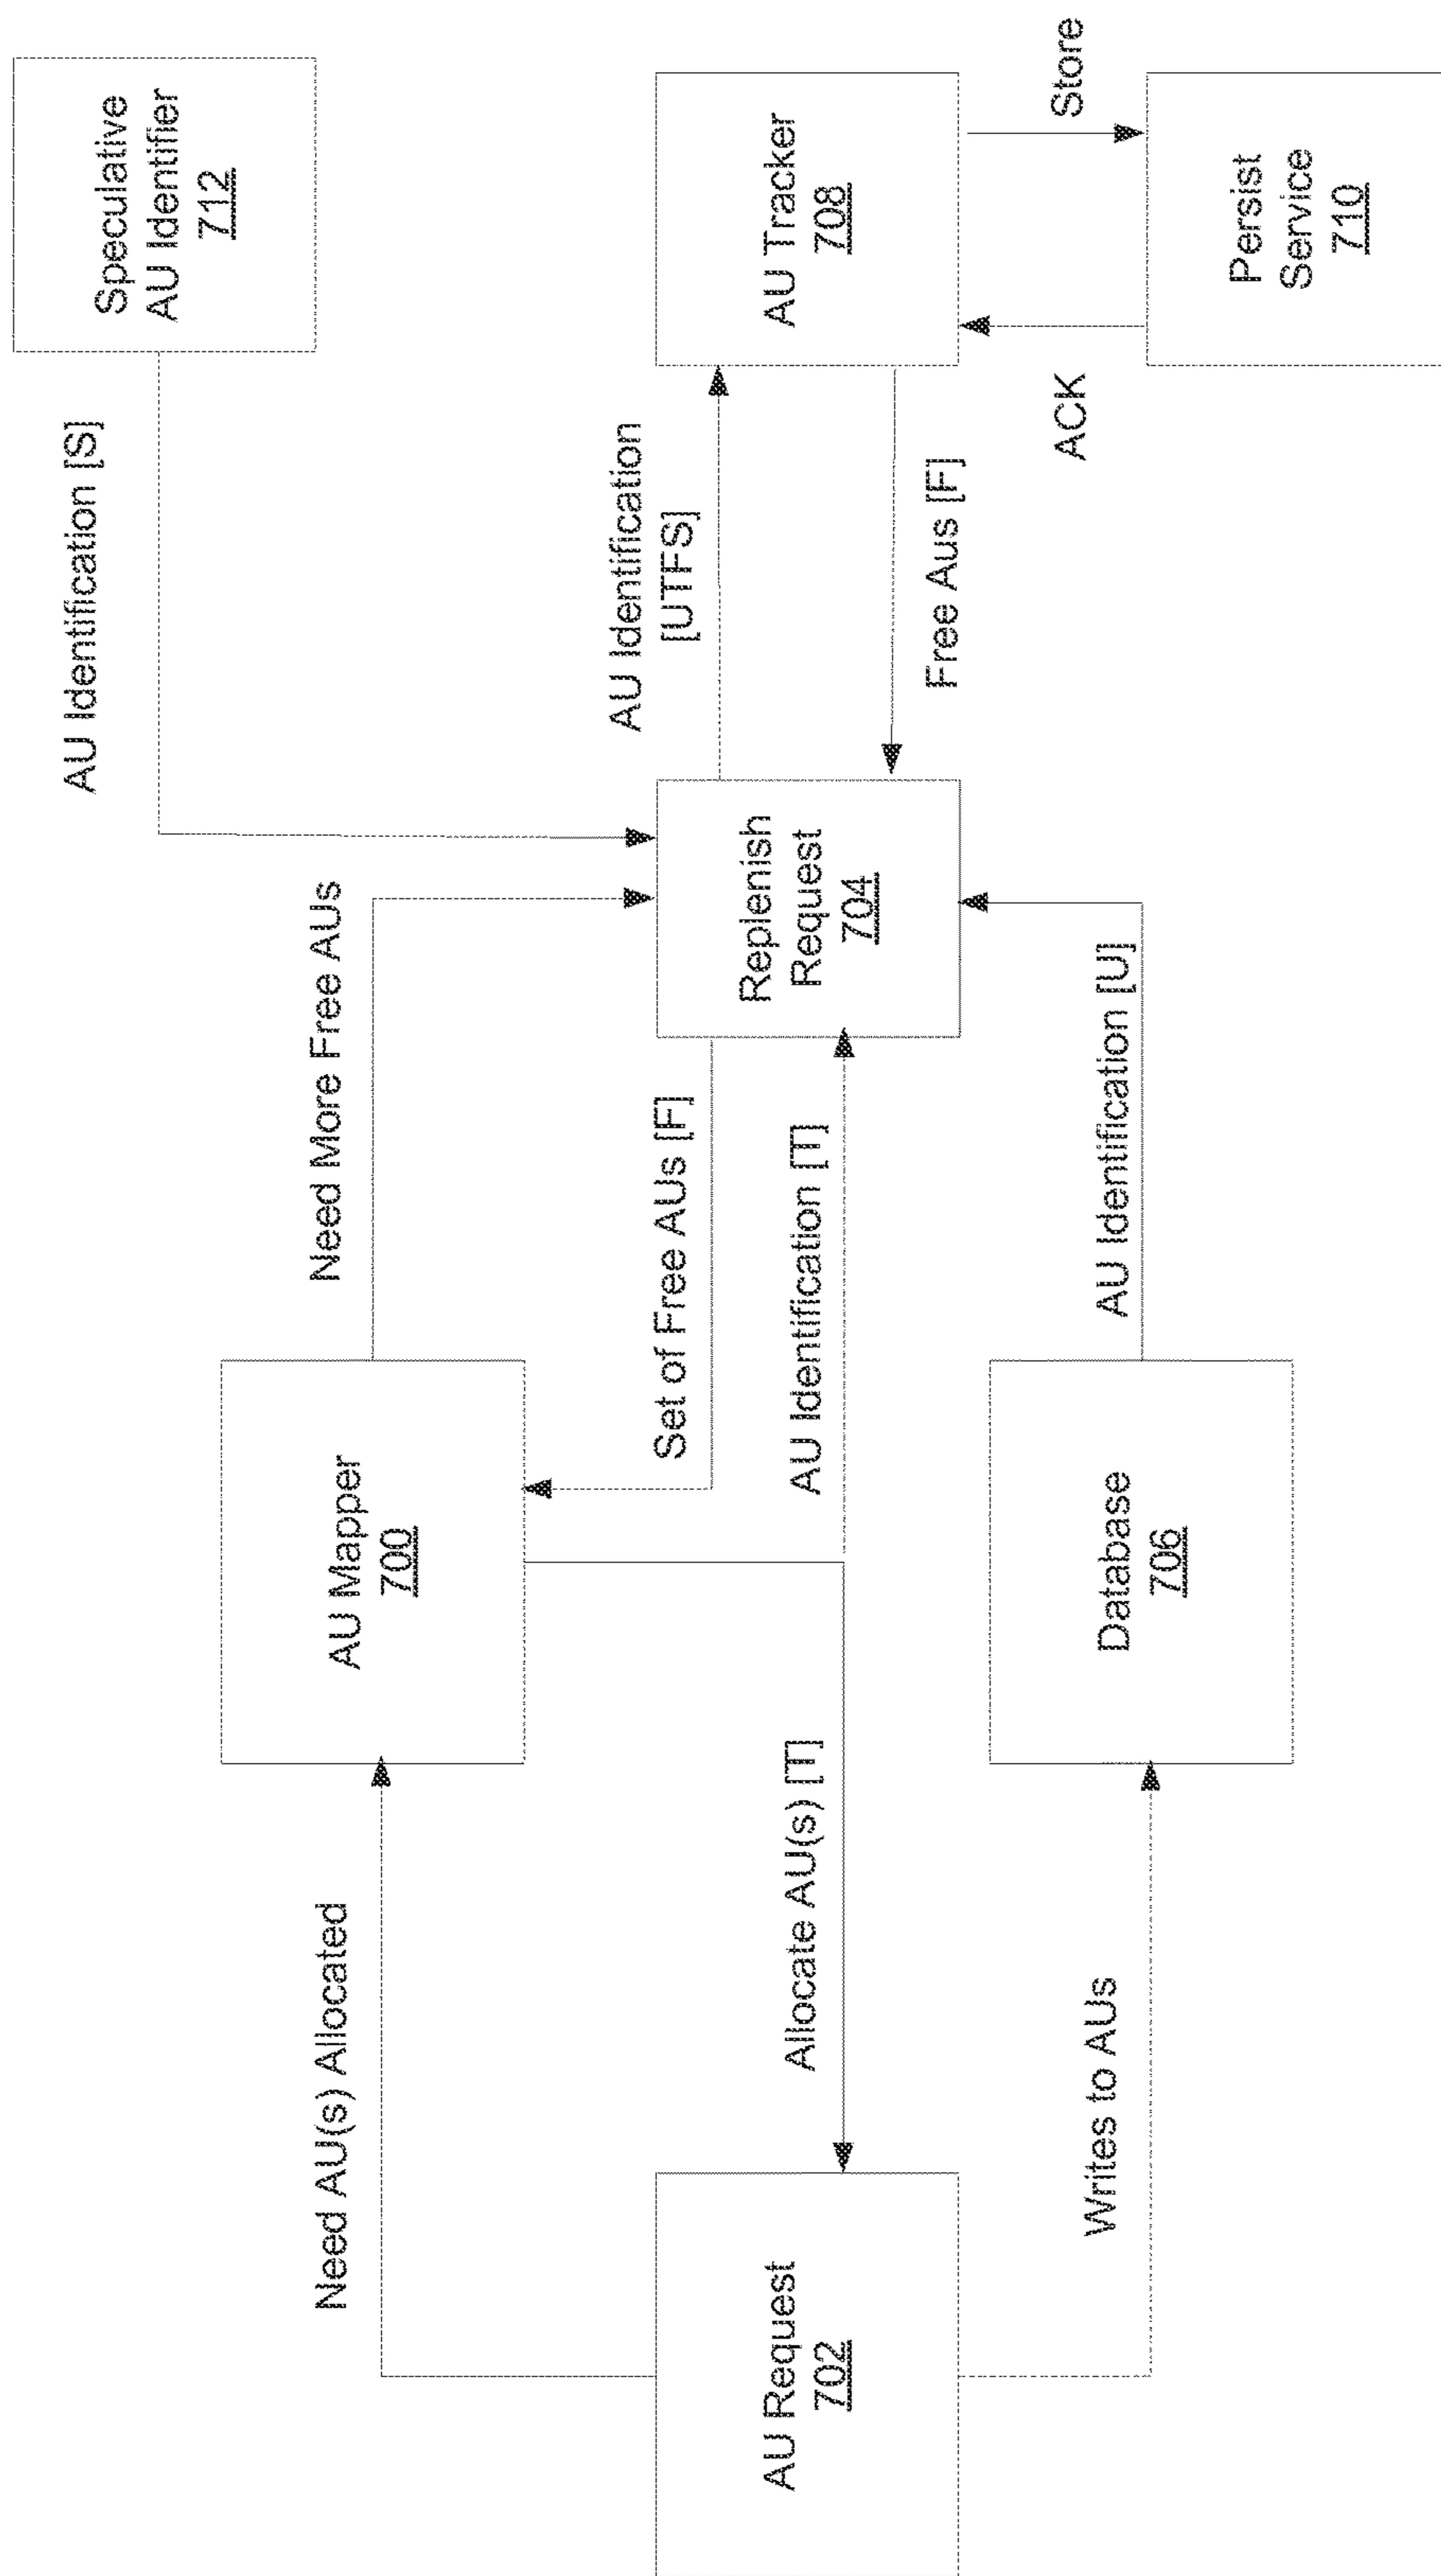 Speculative
AU Identifier
712
AU Identification [S]
Need More Free AUs
AU Mapper
700
Need AU(s) Allocated
AU Tracker
708
AU Identification
[UTFS]
Free Aus [F]
Replenish
Request
704
Set of Free AUs [F]
AU Identification [T]
Allocate AU(s) [T]
AU Request
702
Store
ACK
Persist
Service
710
AU Identification [U]
Database
706
Writes to AUs